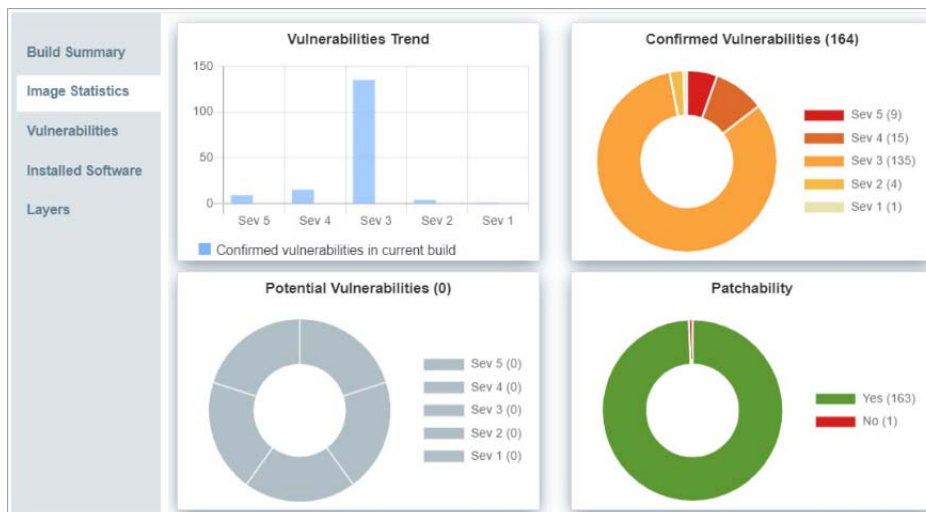 Build Summary
Image Statistics
Vulnerabilities
Installed Software
Layers
Vulnerabilities Trend
150
100
50
0
Sev 5 Sev 4 Sev 3 Sev 2 Sev 1
Confirmed vulnerabilities in current build
Confirmed Vulnerabilities (164)
Sev 5 (9)
Sev 4 (15)
Sev 3 (135)
Sev 2 (4)
Sev 1 (1)
Potential Vulnerabilities (0)
Sev 5 (0)
Sev 4 (0)
Sev 3 (0)
Sev 2 (0)
Sev 1 (0)
Patchability
Yes (163)
No (1)